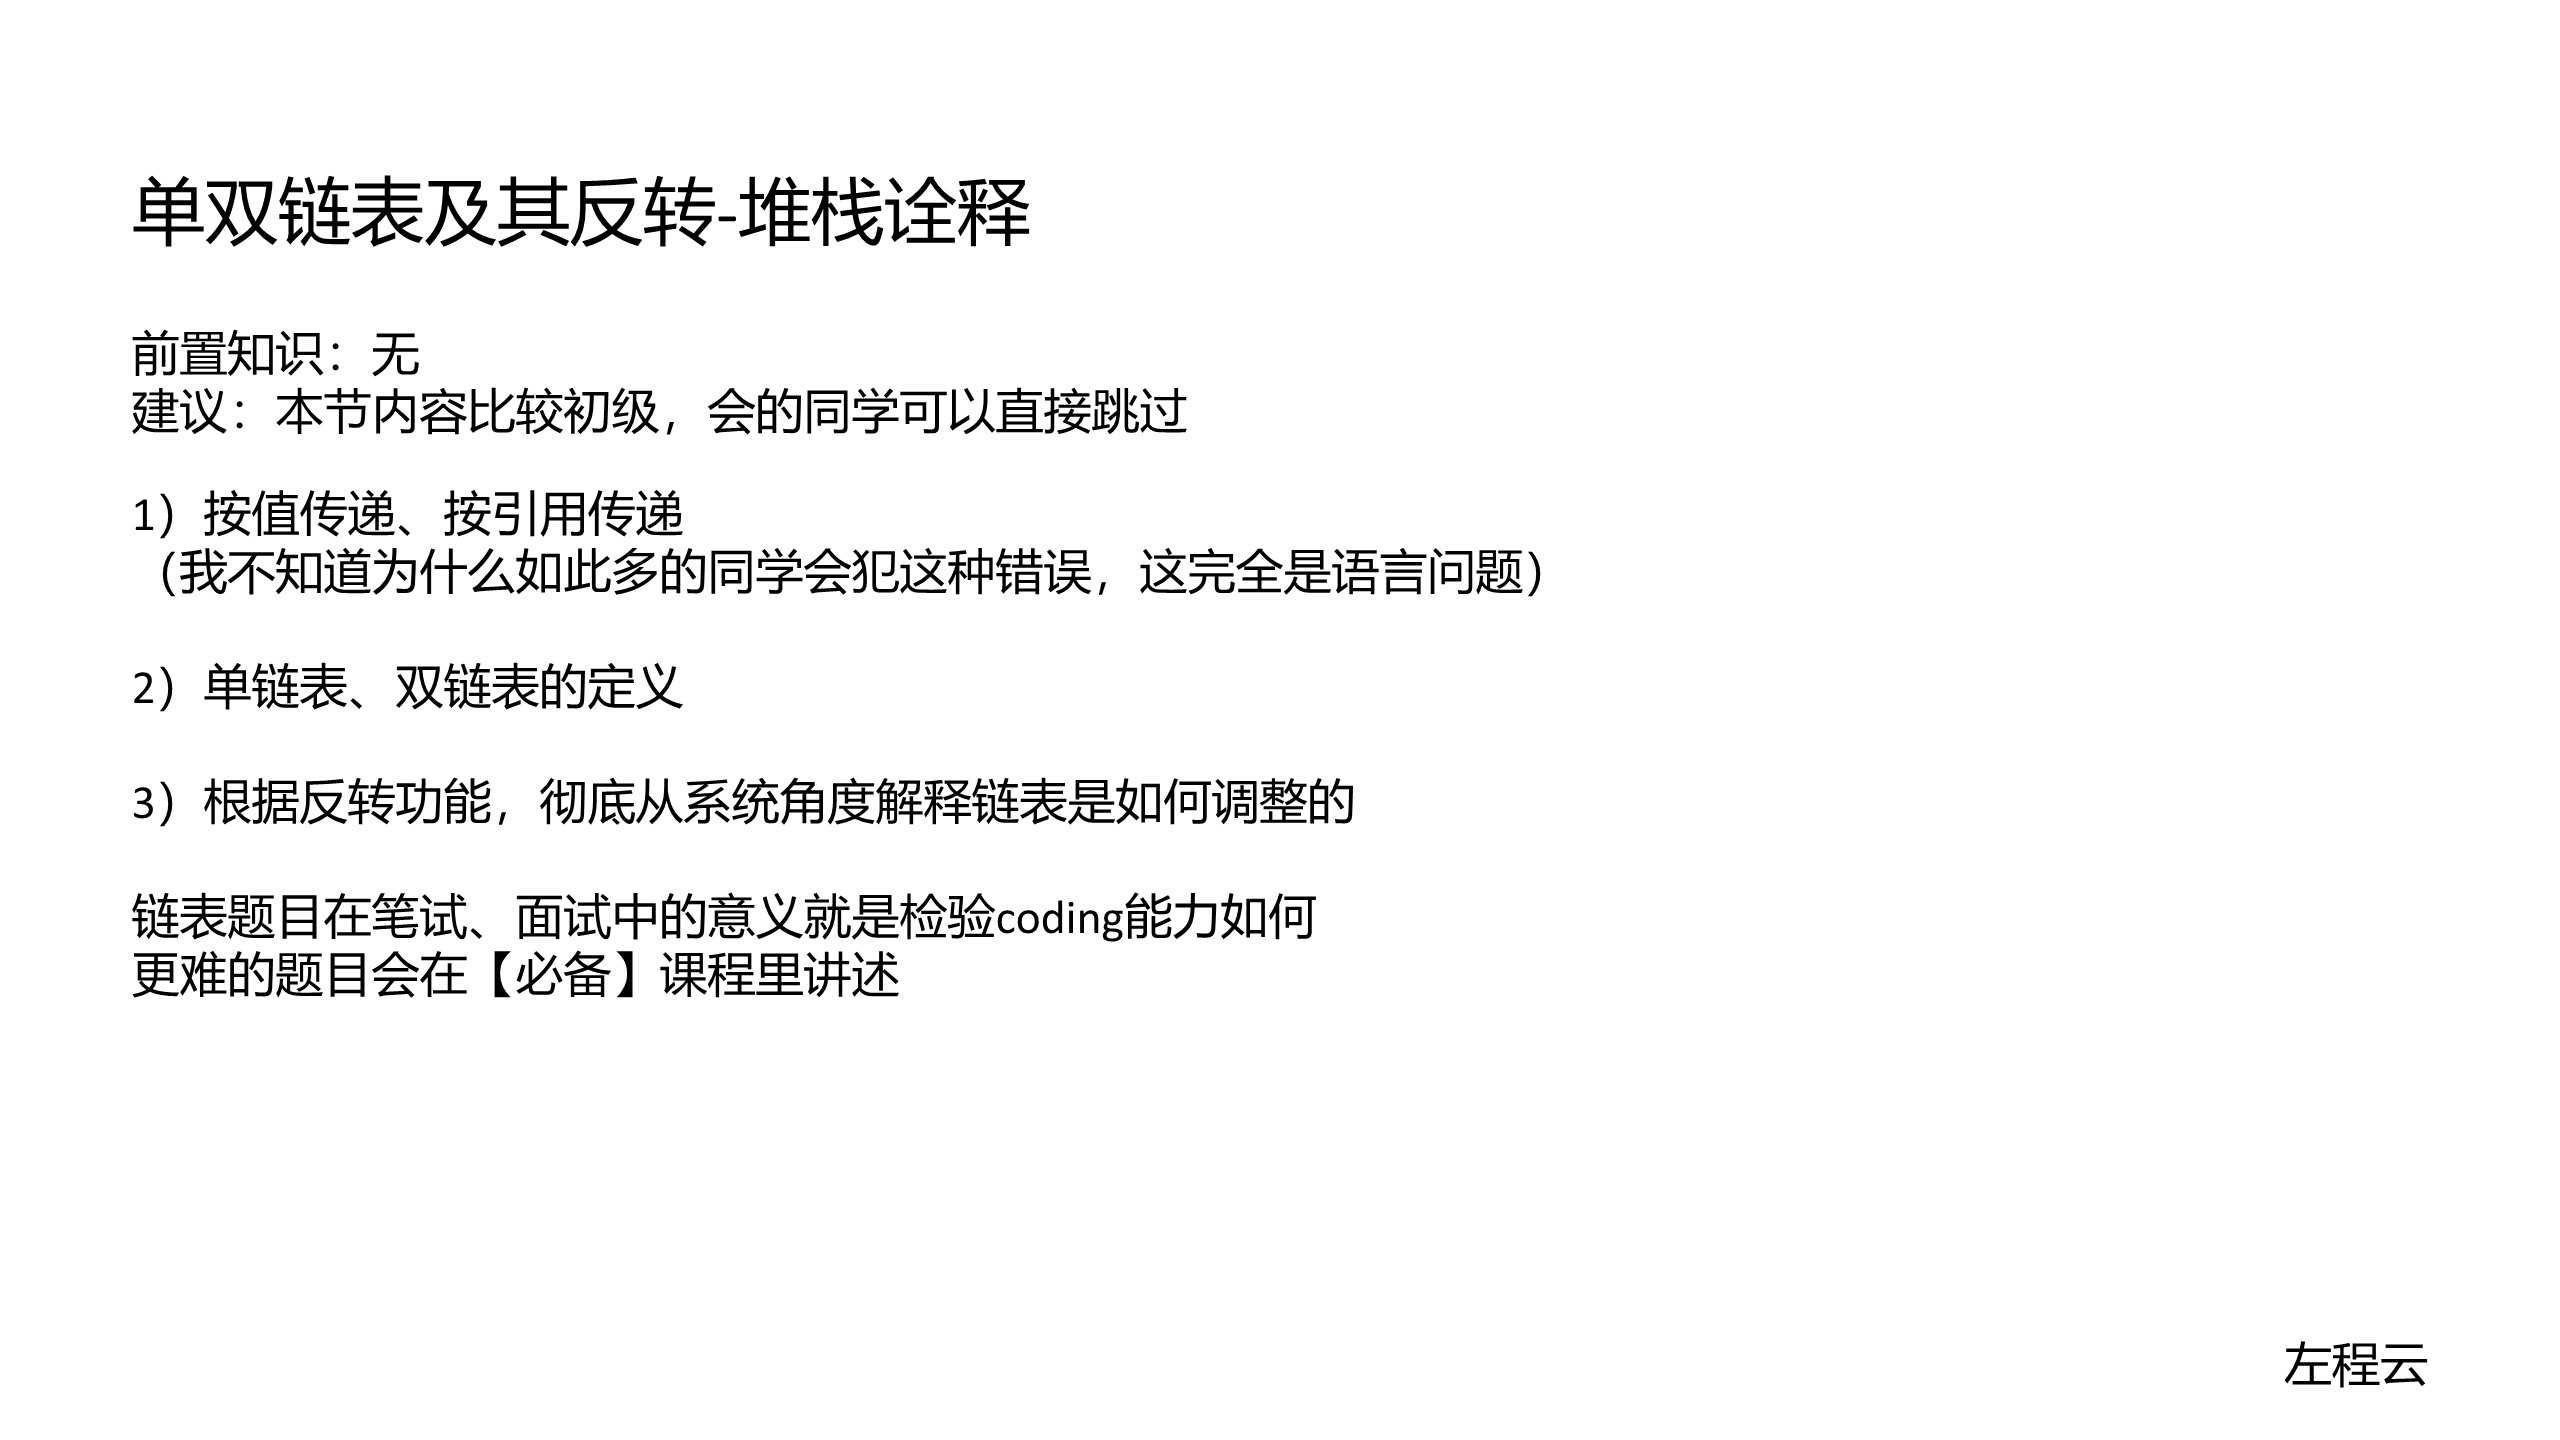 单双链表及其反转-堆栈诠释
前置知识：无
建议：本节内容比较初级，会的同学可以直接跳过
1）按值传递、按引用传递
（我不知道为什么如此多的同学会犯这种错误，这完全是语言问题）
2）单链表、双链表的定义
3）根据反转功能，彻底从系统角度解释链表是如何调整的
链表题目在笔试、面试中的意义就是检验coding能力如何
更难的题目会在【必备】课程里讲述
左程云